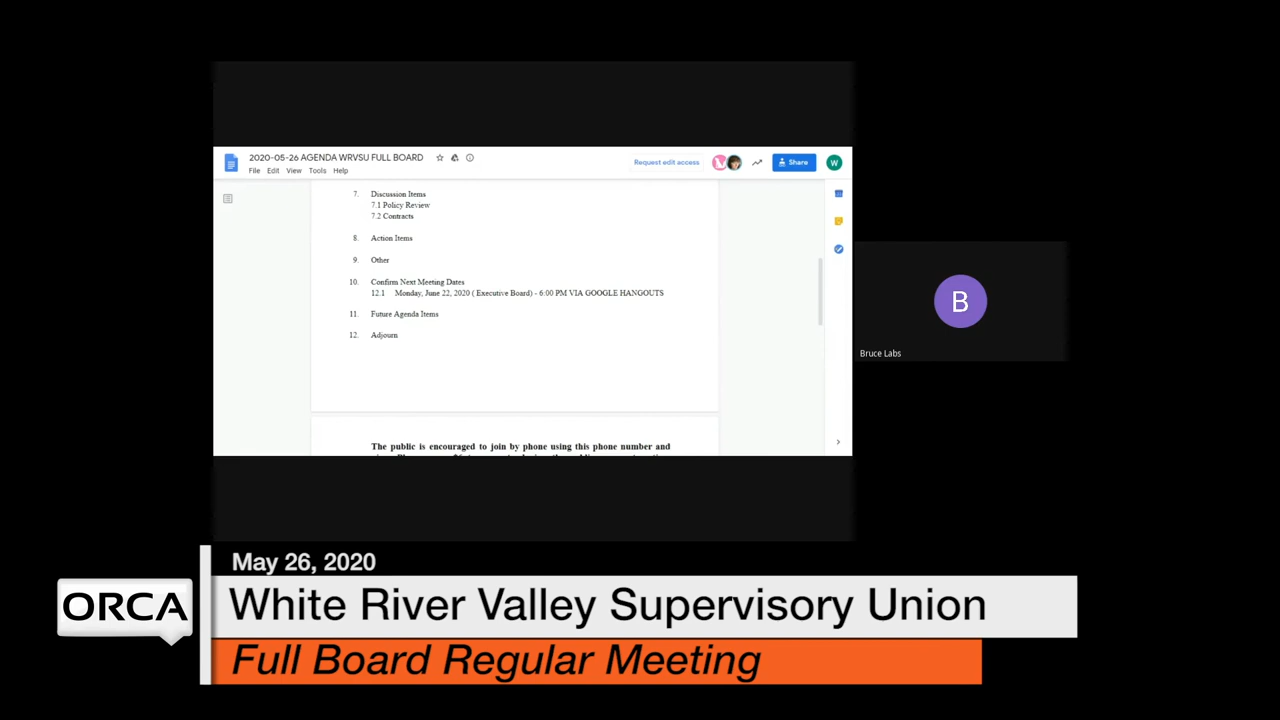 2020-05-26 AGENDA WRVSU FULL BOARD
File Edit View Tools Help
Request edit access
Share
W
7. Discussion Items
7.1 Policy Review
7.2 Contracts
8. Action Items
9. Other
10. Confirm Next Meeting Dates
12.1 Monday, June 22, 2020 ( Executive Board) - 6:00 PM VIA GOOGLE HANGOUTS
11. Future Agenda Items
12. Adjourn
The public is encouraged to join by phone using this phone number and
B
Bruce Labs
May 26, 2020
ORCA
White River Valley Supervisory Union
Full Board Regular Meeting